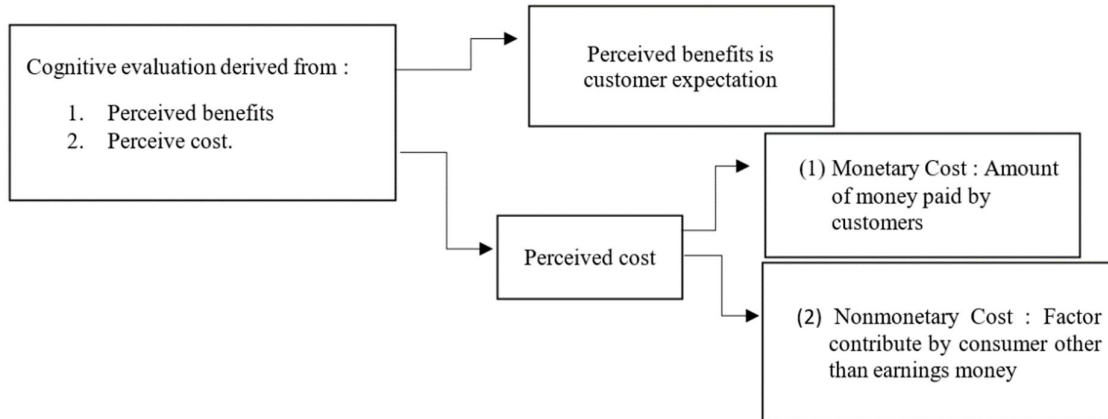 Cognitive evaluation derived from :
1. Perceived benefits
2. Perceive cost.
Perceived benefits is
customer expectation
Perceived cost
(1) Monetary Cost : Amount
of money paid by
customers
(2) Nonmonetary Cost : Factor
contribute by consumer other
than earnings money